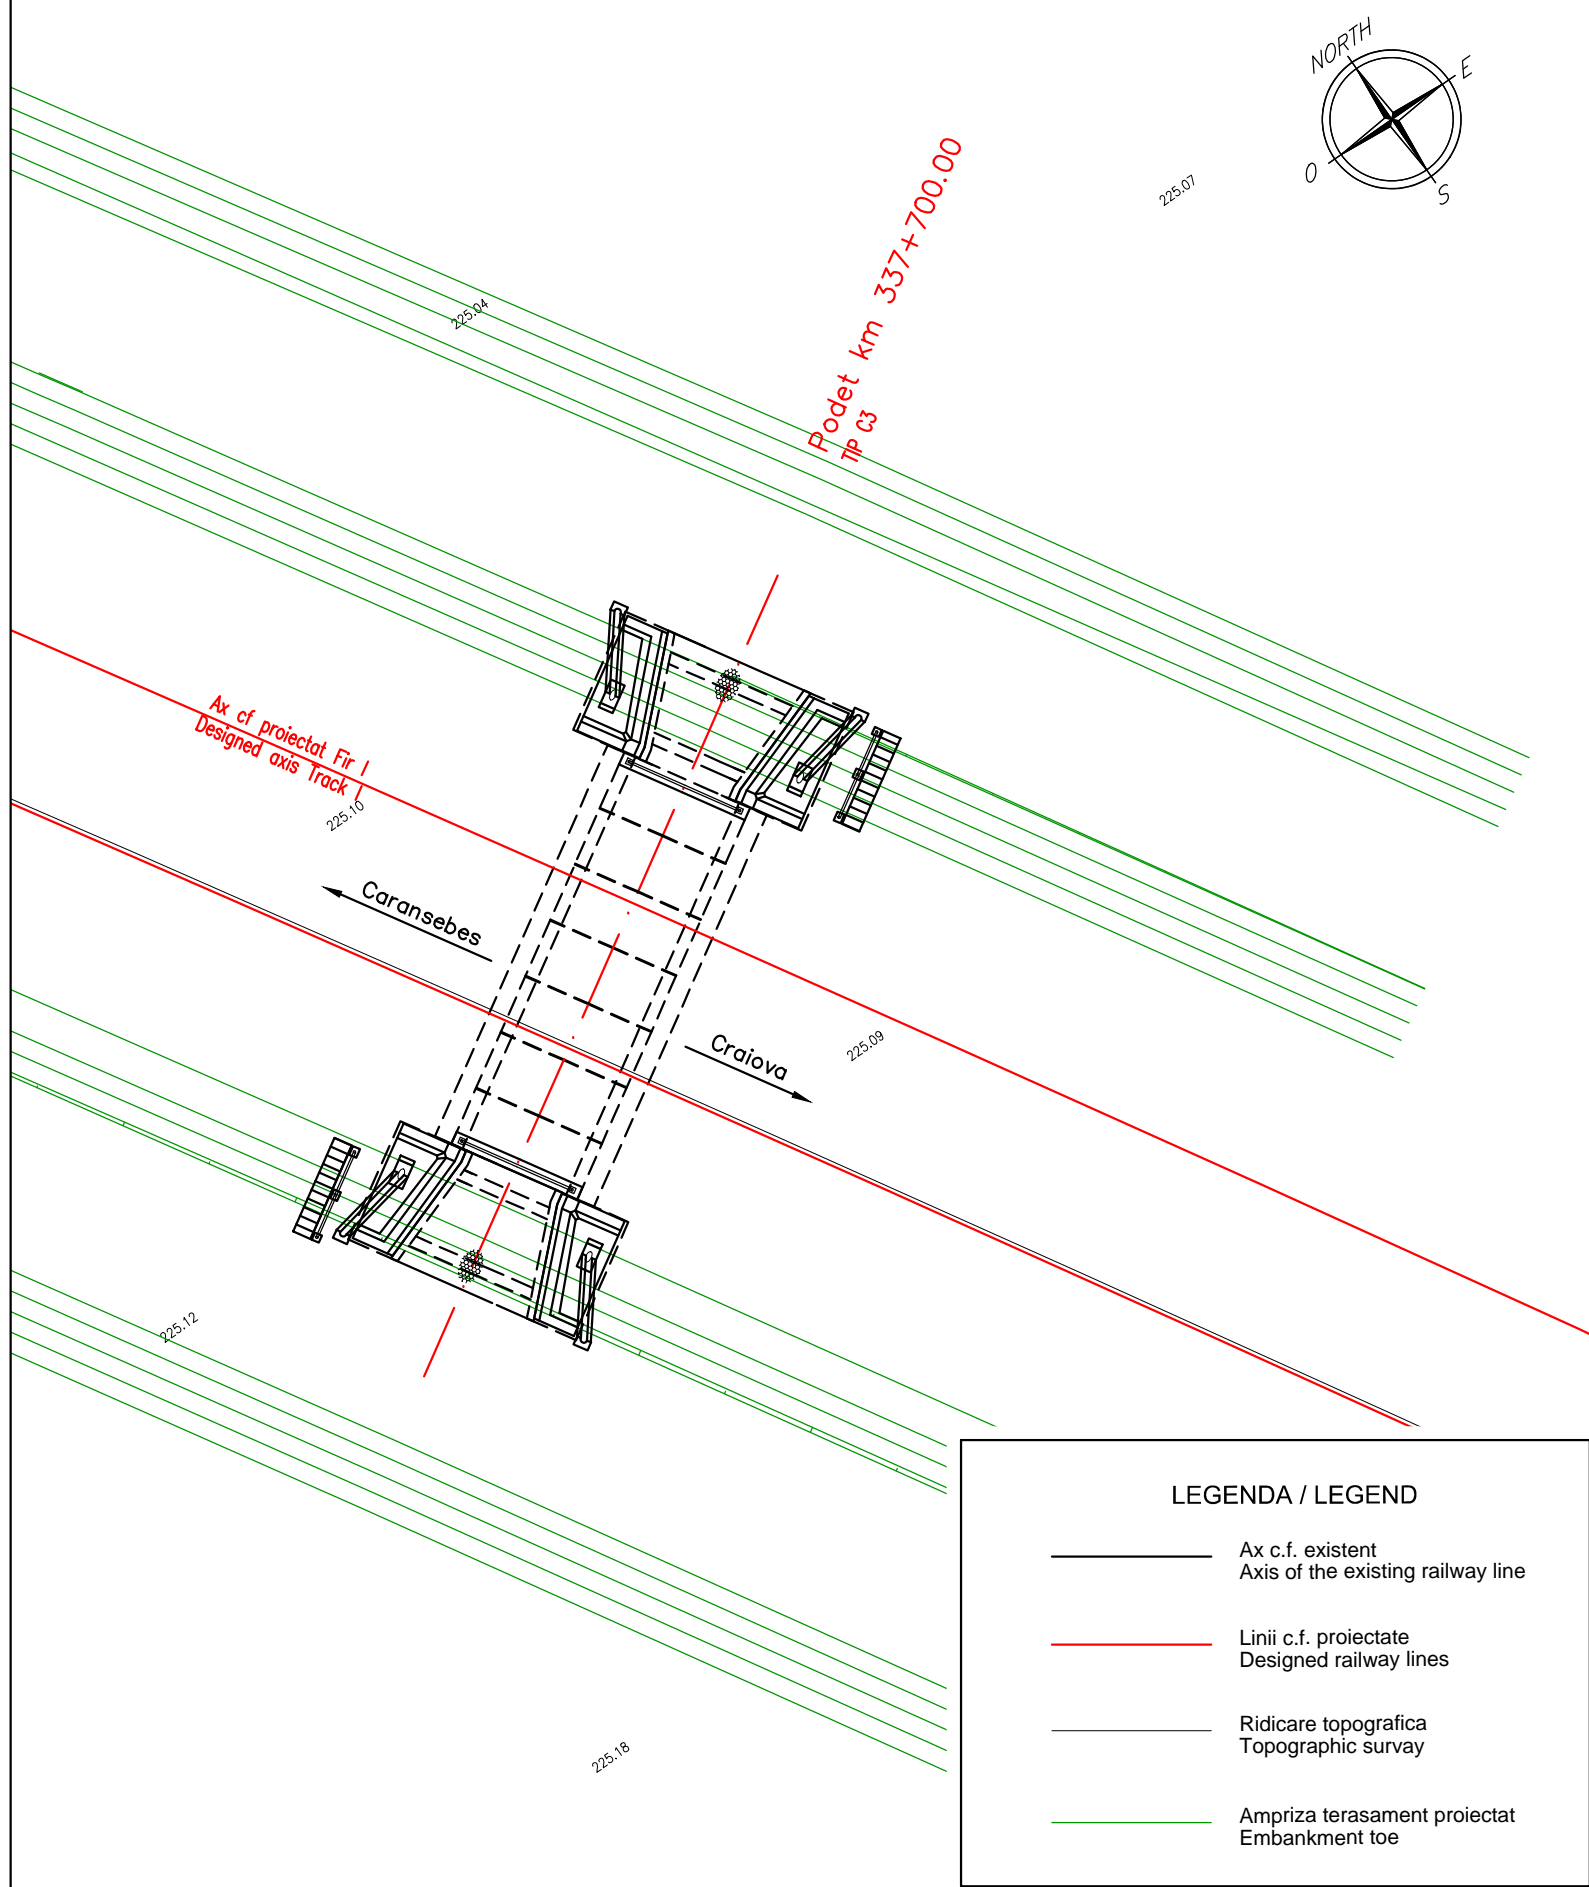 NORTH
E
O
S
225.07
Podet km 337+700.00
TIP C3
225.04
Ax cf proiectat Fir I
Designed axis Track I
225.10
Caransebes
Craiova
225.09
225.12
225.18
LEGENDA / LEGEND
Ax c.f. existent
Axis of the existing railway line
Linii c.f. proiectate
Designed railway lines
Ridicare topografica
Topographic survay
Ampriza terasament proiectat
Embankment toe